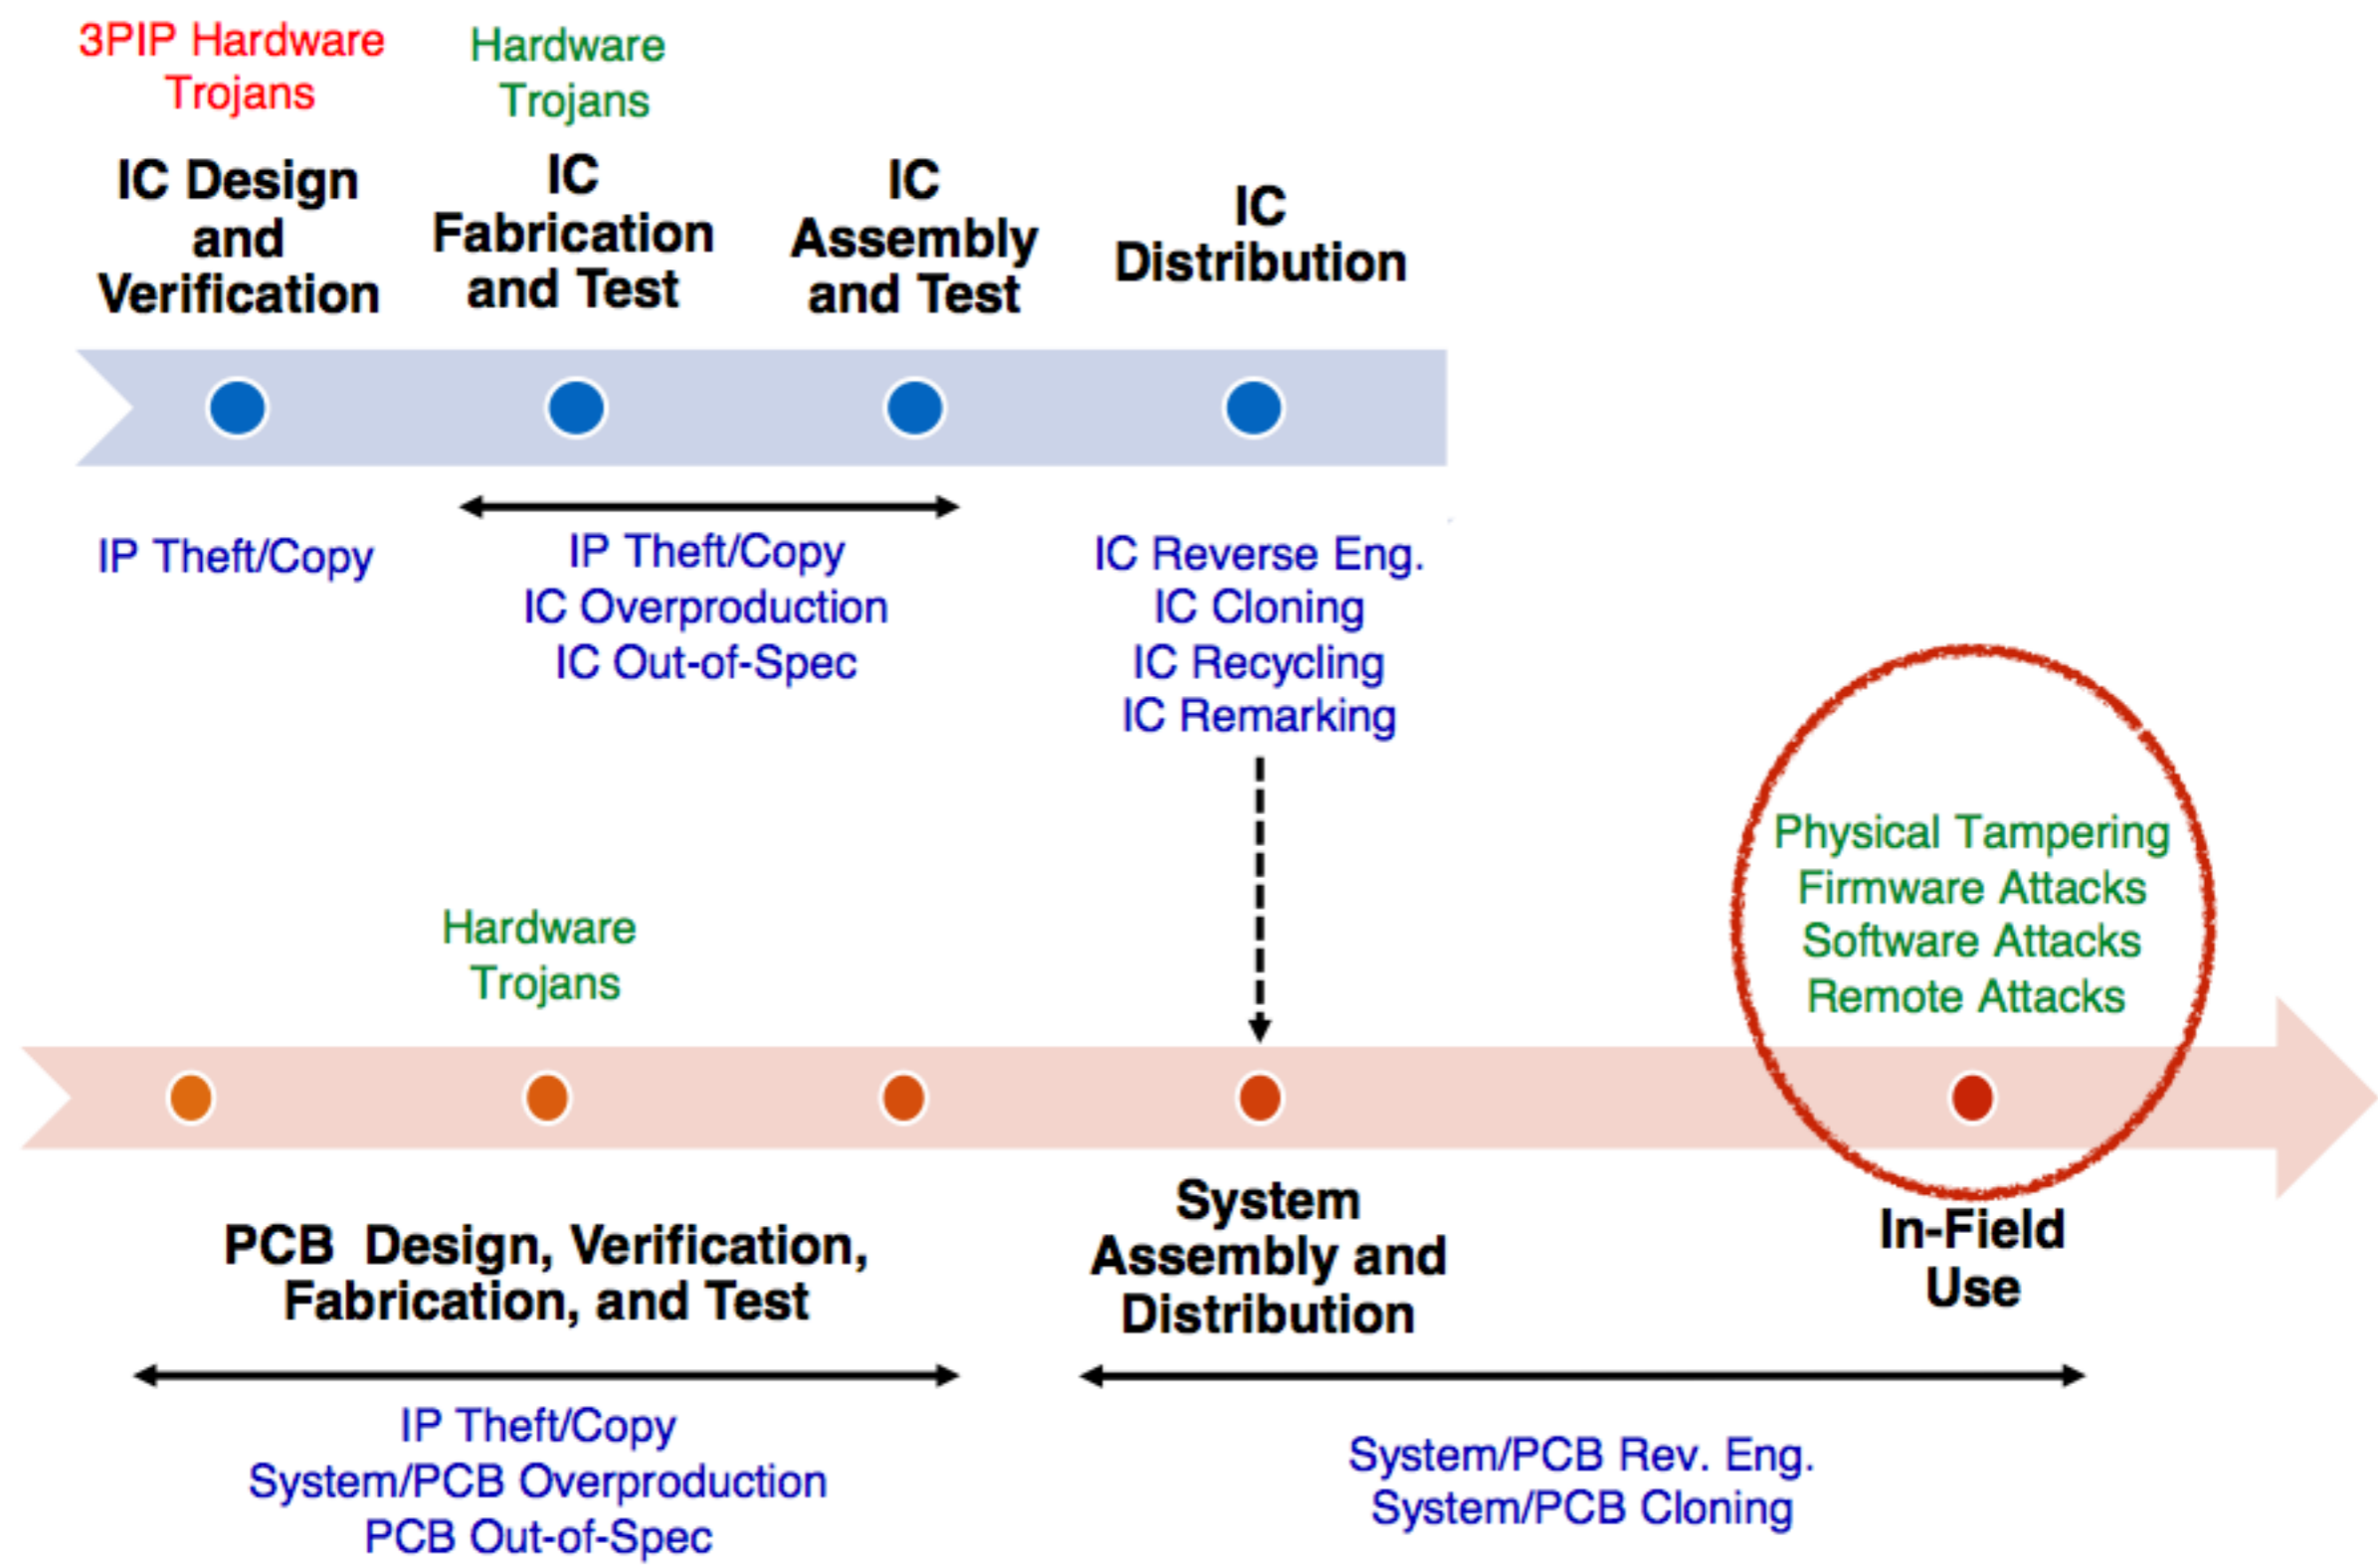 3PIP Hardware
Trojans
Hardware
Trojans
IC Design
and
Verification
IC
Fabrication
and Test
IC
Assembly
and Test
IC
Distribution
IP Theft/Copy
IP Theft/Copy
IC Overproduction
IC Out-of-Spec
IC Reverse Eng.
IC Cloning
IC Recycling
IC Remarking
Hardware
Trojans
Physical Tampering
Firmware Attacks
Software Attacks
Remote Attacks
PCB  Design, Verification,
Fabrication, and Test
System
Assembly and
Distribution
In-Field
Use
IP Theft/Copy
System/PCB Overproduction
PCB Out-of-Spec
System/PCB Rev. Eng.
System/PCB Cloning